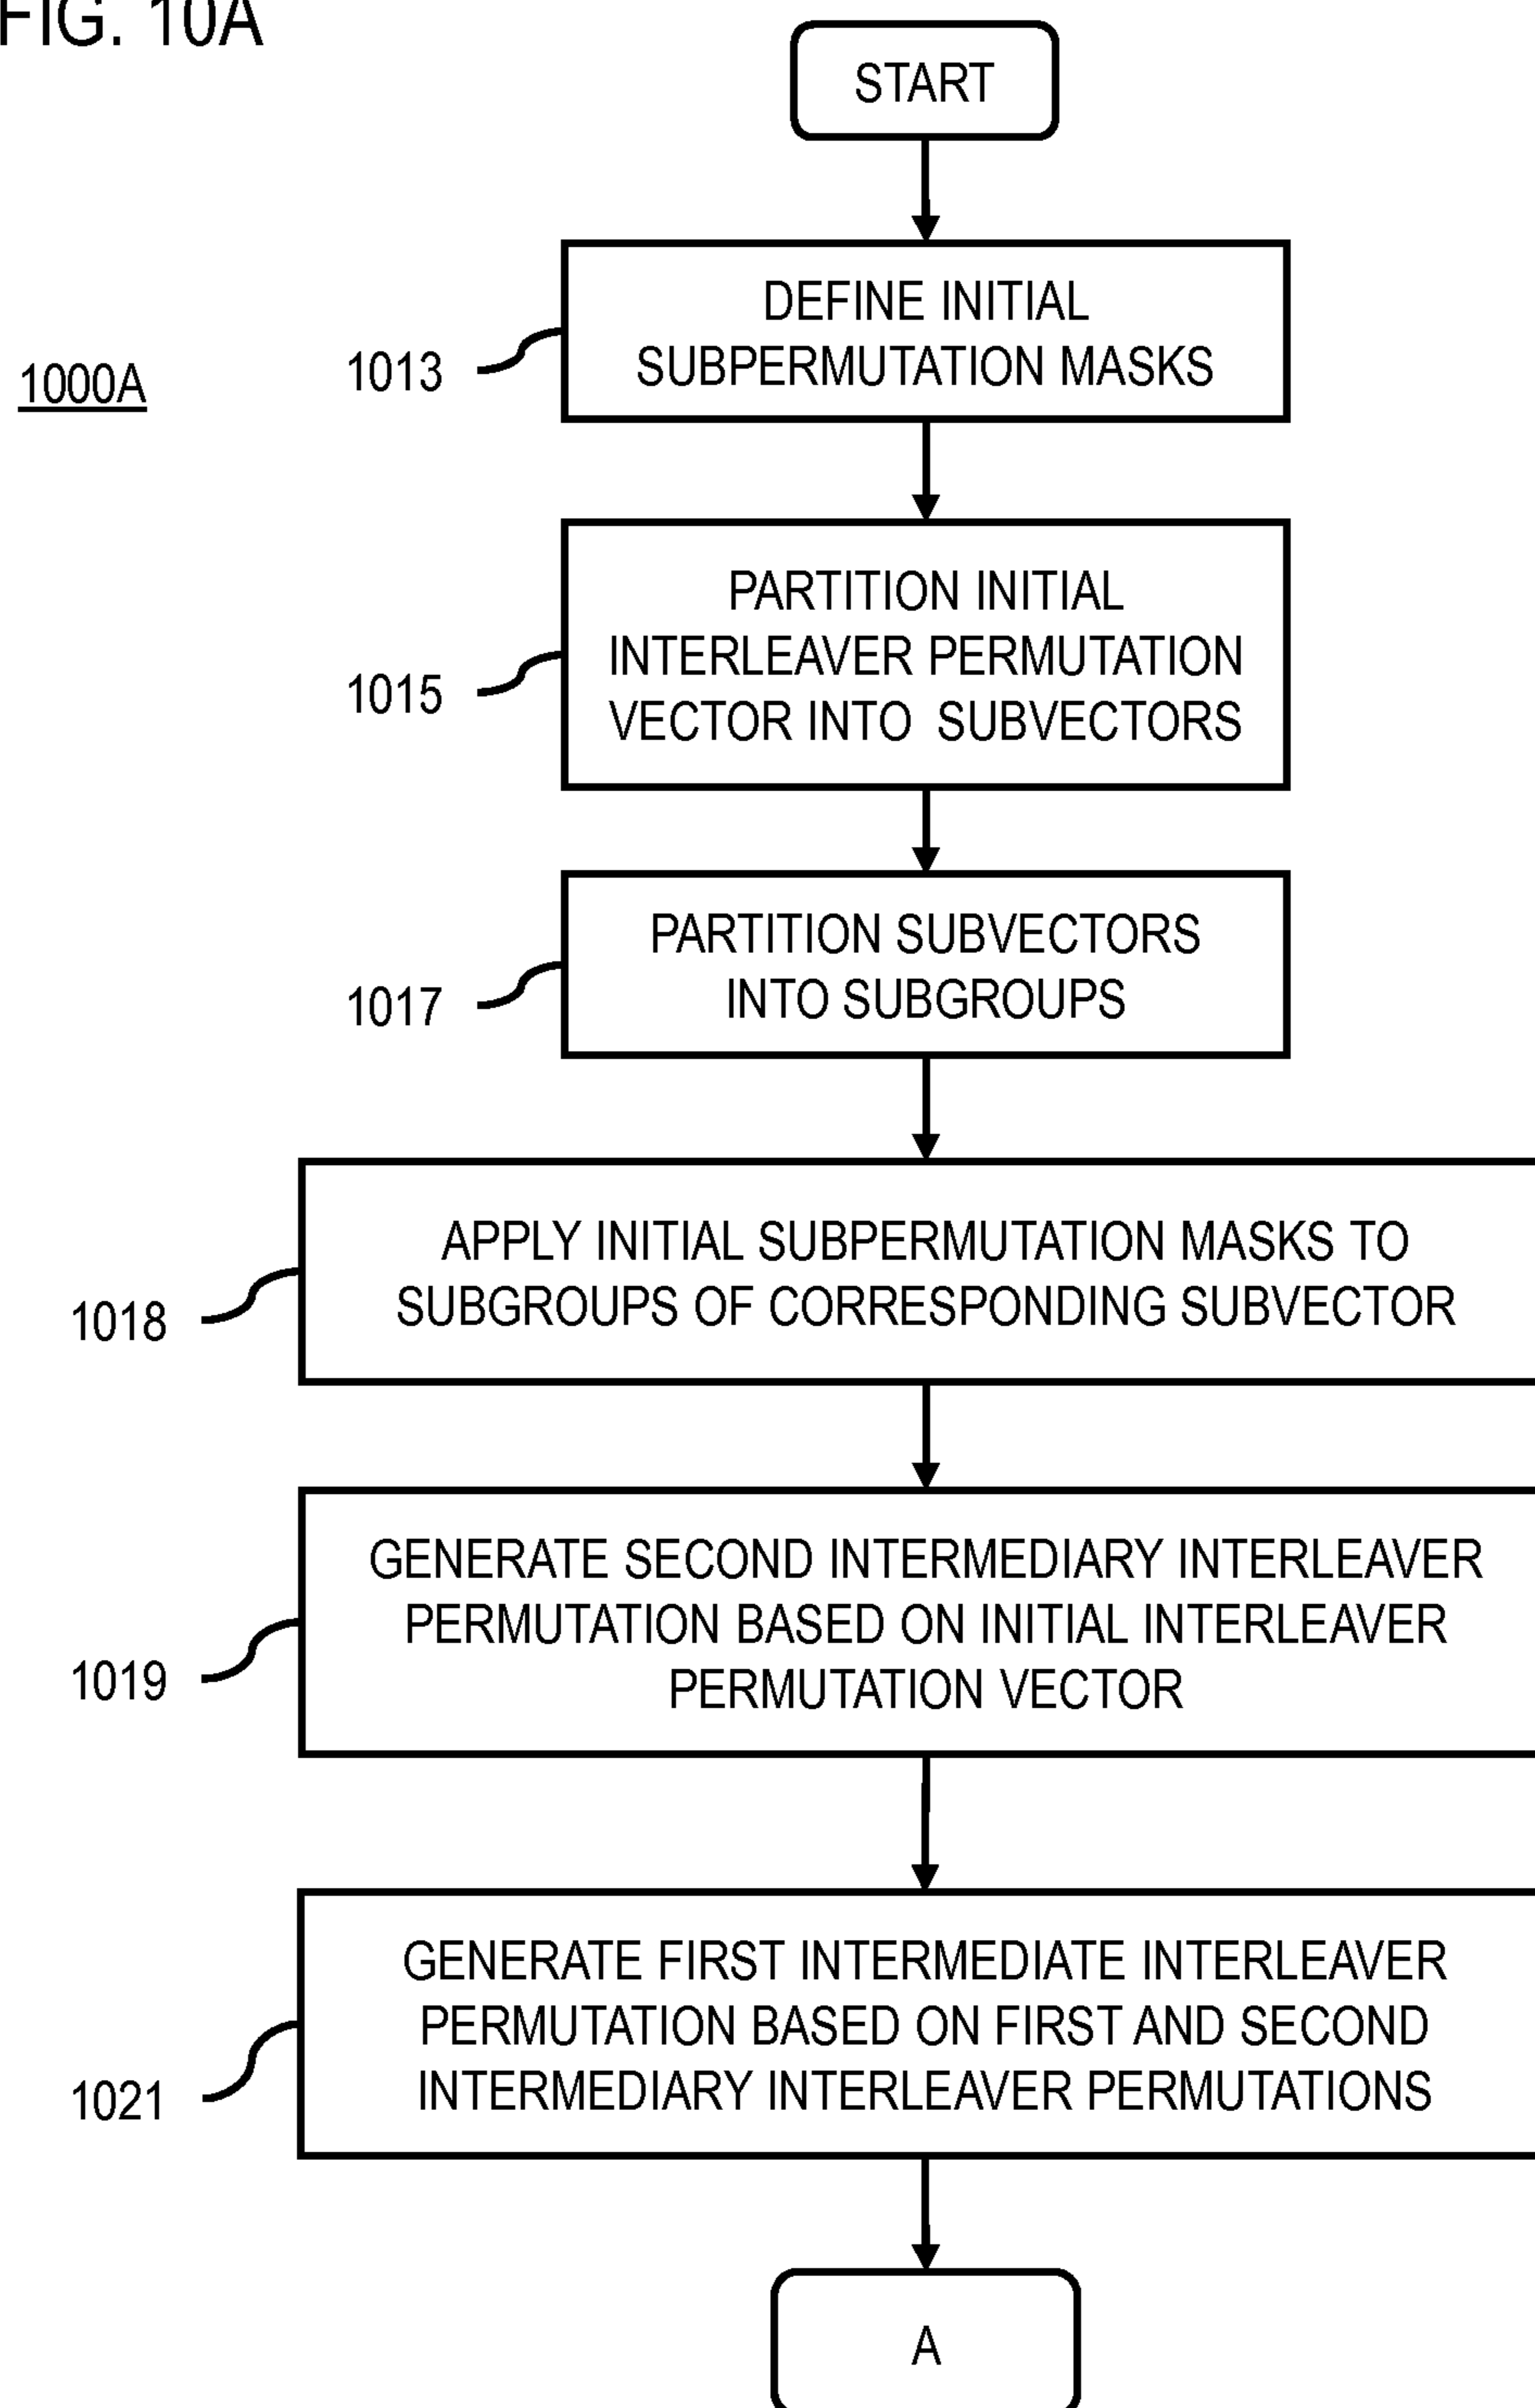 FIG. 10A
START
1000A
1013
DEFINE INITIAL
SUBPERMUTATION MASKS
1015
PARTITION INITIAL
INTERLEAVER PERMUTATION
VECTOR INTO SUBVECTORS
1017
PARTITION SUBVECTORS
INTO SUBGROUPS
1018
APPLY INITIAL SUBPERMUTATION MASKS TO
SUBGROUPS OF CORRESPONDING SUBVECTOR
1019
GENERATE SECOND INTERMEDIARY INTERLEAVER
PERMUTATION BASED ON INITIAL INTERLEAVER
PERMUTATION VECTOR
1021
GENERATE FIRST INTERMEDIATE INTERLEAVER
PERMUTATION BASED ON FIRST AND SECOND
INTERMEDIARY INTERLEAVER PERMUTATIONS
A